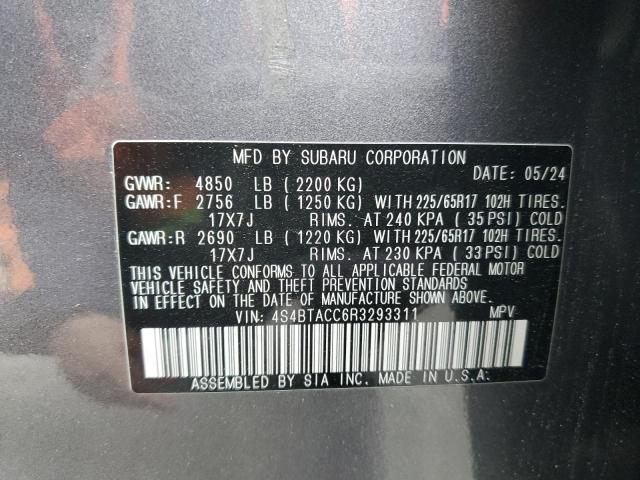 MFD BY SUBARU CORPORATION
DATE: 05/24
GVWR: 4850 LB ( 2200 KG)
GAWR:F 2756 LB ( 1250 KG) WITH 225/65R17 102H TIRES.
17X7J RIMS. AT 240 KPA ( 35 PSI) COLD
GAWR:R 2690 LB ( 1220 KG) WITH 225/65R17 102H TIRES.
17X7J RIMS. AT 230 KPA ( 33 PSI) COLD
THIS VEHICLE CONFORMS TO ALL APPLICABLE FEDERAL MOTOR
VEHICLE SAFETY AND THEFT PREVENTION STANDARDS
IN EFFECT ON THE DATE OF MANUFACTURE SHOWN ABOVE.
VIN: 4S4BTACC6R3293311 MPV
ASSEMBLED BY SIA INC. MADE IN U.S.A.